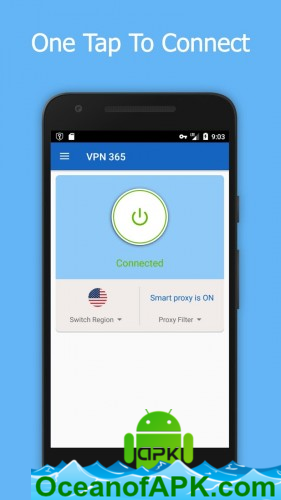 One Tap To Connect
9:03
VPN 365
Connected
Smart proxy is ON
Switch Region
Proxy Filter
APK
OceanofAPK.com